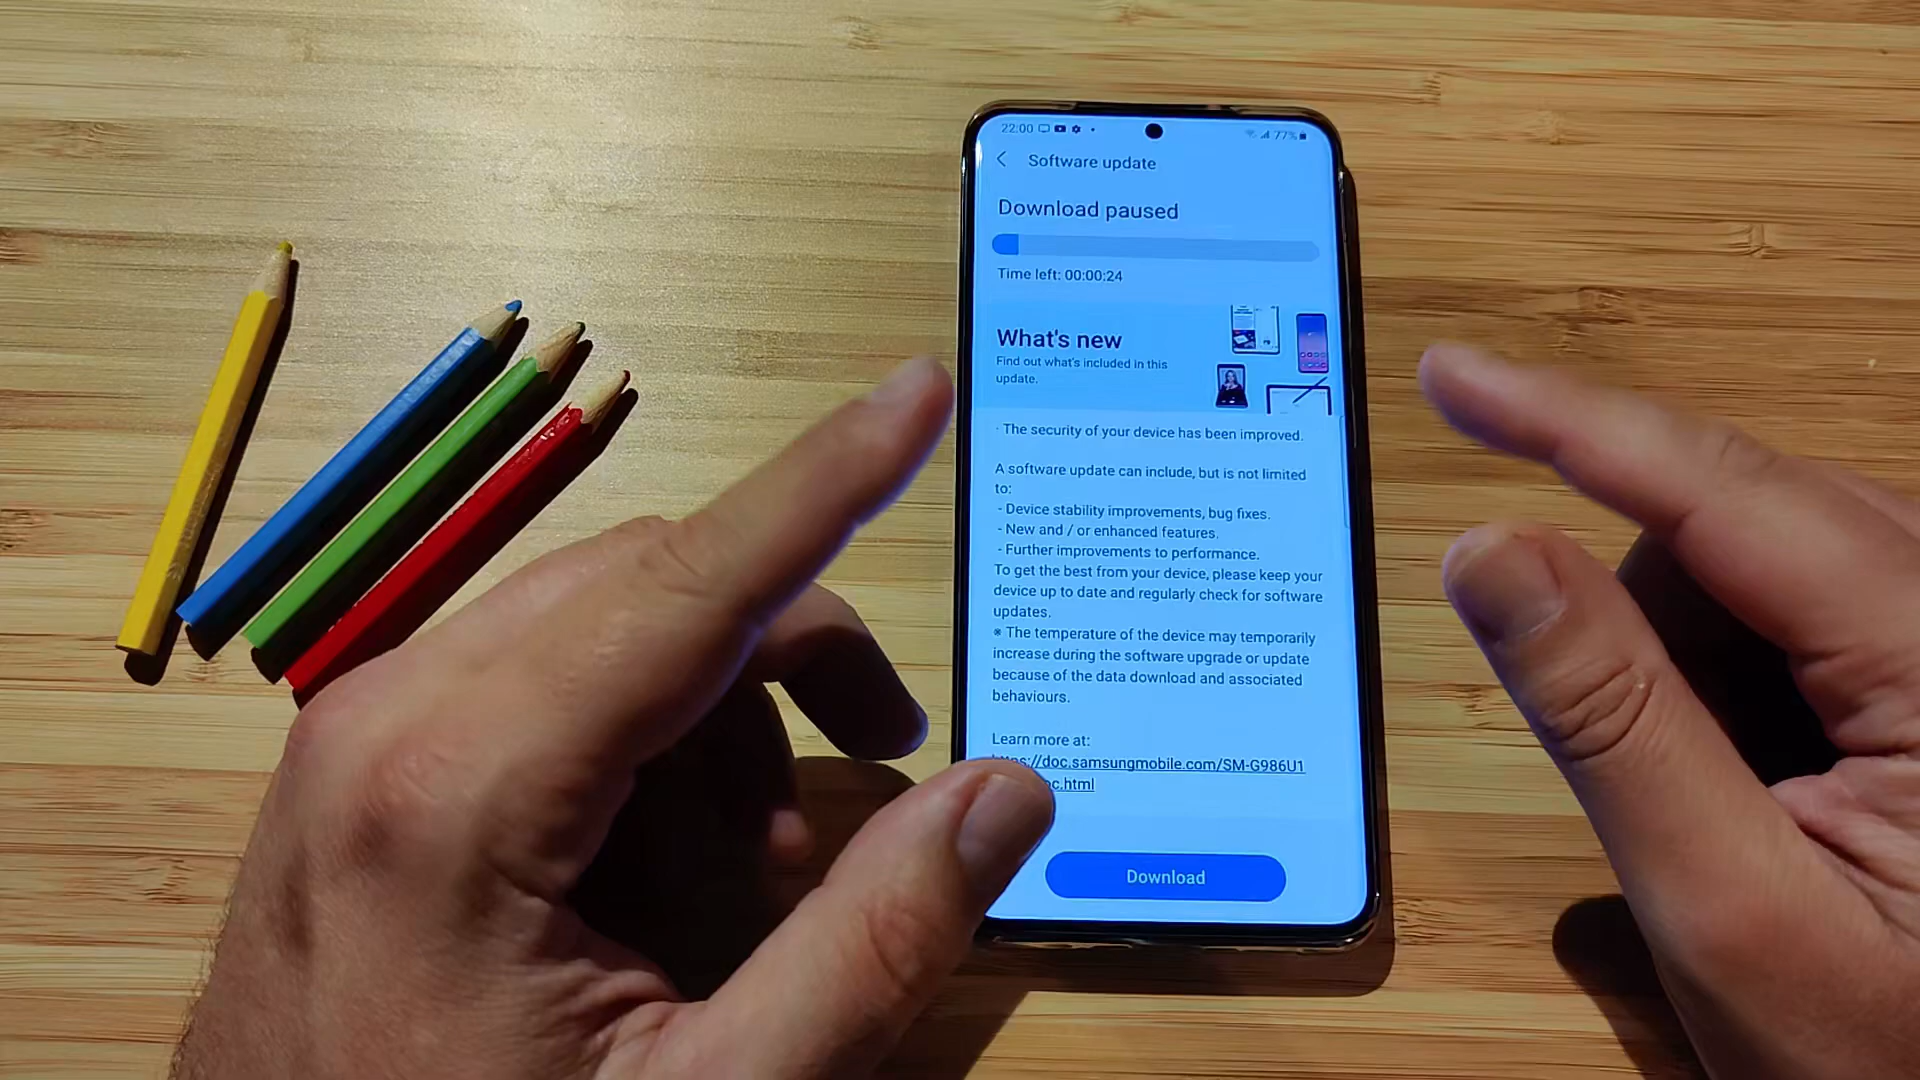 22:00
77%
Software update
Download paused
Time left: 00:00:24
What's new
Find out what's included in this
update.
· The security of your device has been improved.
A software update can include, but is not limited
to:
- Device stability improvements, bug fixes.
- New and / or enhanced features.
- Further improvements to performance.
To get the best from your device, please keep your
device up to date and regularly check for software
updates.
※ The temperature of the device may temporarily
increase during the software upgrade or update
because of the data download and associated
behaviours.
Learn more at:
://doc.samsungmobile.com/SM-G986U1
c.html
Download